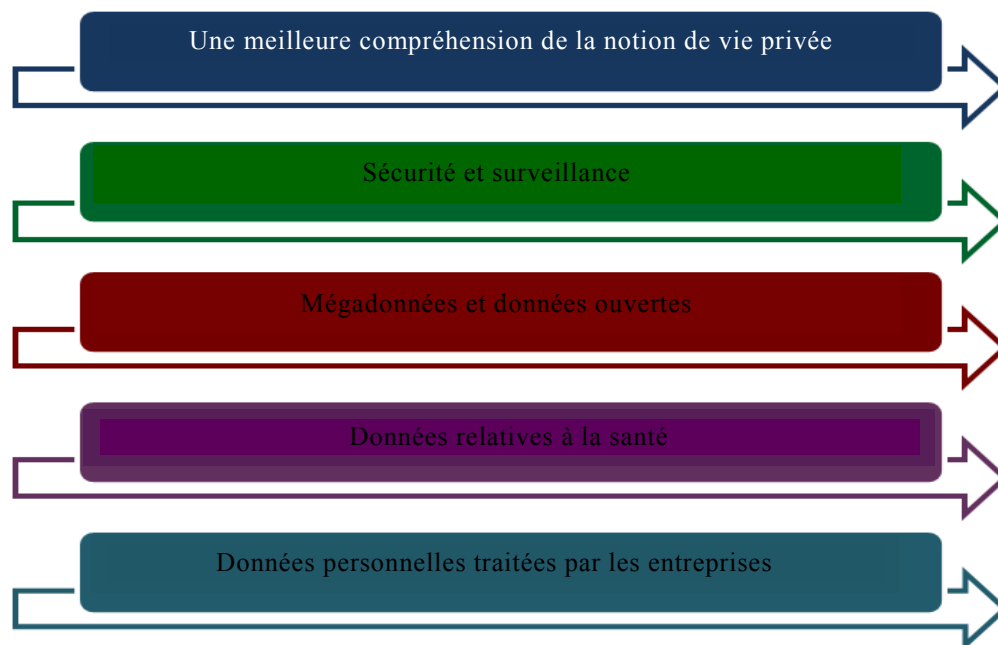 Une meilleure compréhension de la notion de vie privée
Sécurité et surveillance
Mégadonnées et données ouvertes
Données relatives à la santé
Données personnelles traitées par les entreprises